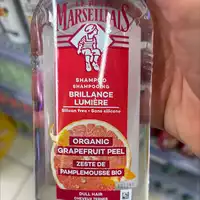 MARSEILLAIS
SHAMPOO
SHAMPOOING
BRILLANCE
LUMIÈRE
Silicon free • Sans silicone
ORGANIC
GRAPEFRUIT PEEL
ZESTE DE
PAMPLEMOUSSE BIO
DULL HAIR
CHEVEUX TERNES